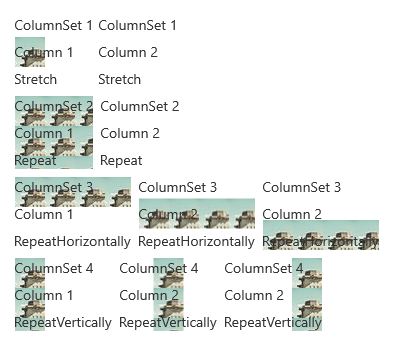 ColumnSet 1 ColumnSet 1
Column 1 Column 2
Stretch Stretch
ColumnSet 2 ColumnSet 2
Column 1 Column 2
Repeat Repeat
ColumnSet 3 ColumnSet 3 ColumnSet 3
Column 1 Column 2 Column 2
RepeatHorizontally RepeatHorizontally RepeatHorizontally
ColumnSet 4 ColumnSet 4 ColumnSet 4
Column 1 Column 2 Column 2
RepeatVertically RepeatVertically RepeatVertically